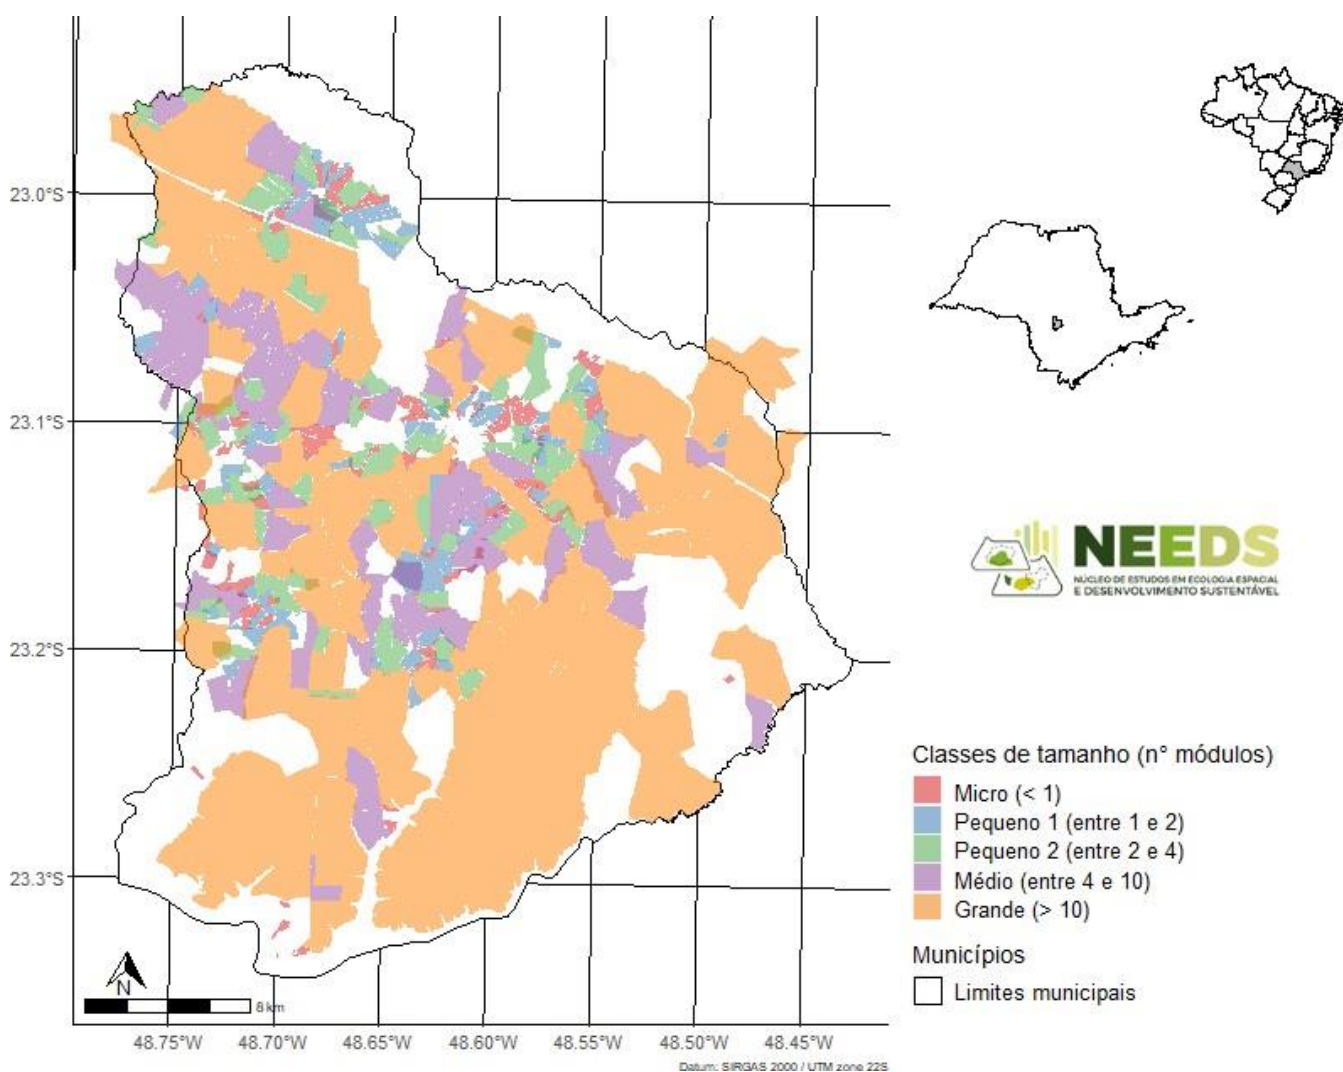 23.0°S
23.1°S
23.2°S
23.3°S
N
8 km
48.75°W 48.70°W 48.65°W 48.60°W 48.55°W 48.50°W 48.45°W
Datum: SIRGAS 2000 / UTM zone 22S
NEEDS
NÚCLEO DE ESTUDOS EM ECOLOGIA ESPACIAL
E DESENVOLVIMENTO SUSTENTÁVEL
Classes de tamanho (n° módulos)
Micro (< 1)
Pequeno 1 (entre 1 e 2)
Pequeno 2 (entre 2 e 4)
Médio (entre 4 e 10)
Grande (> 10)
Municípios
Limites municipais